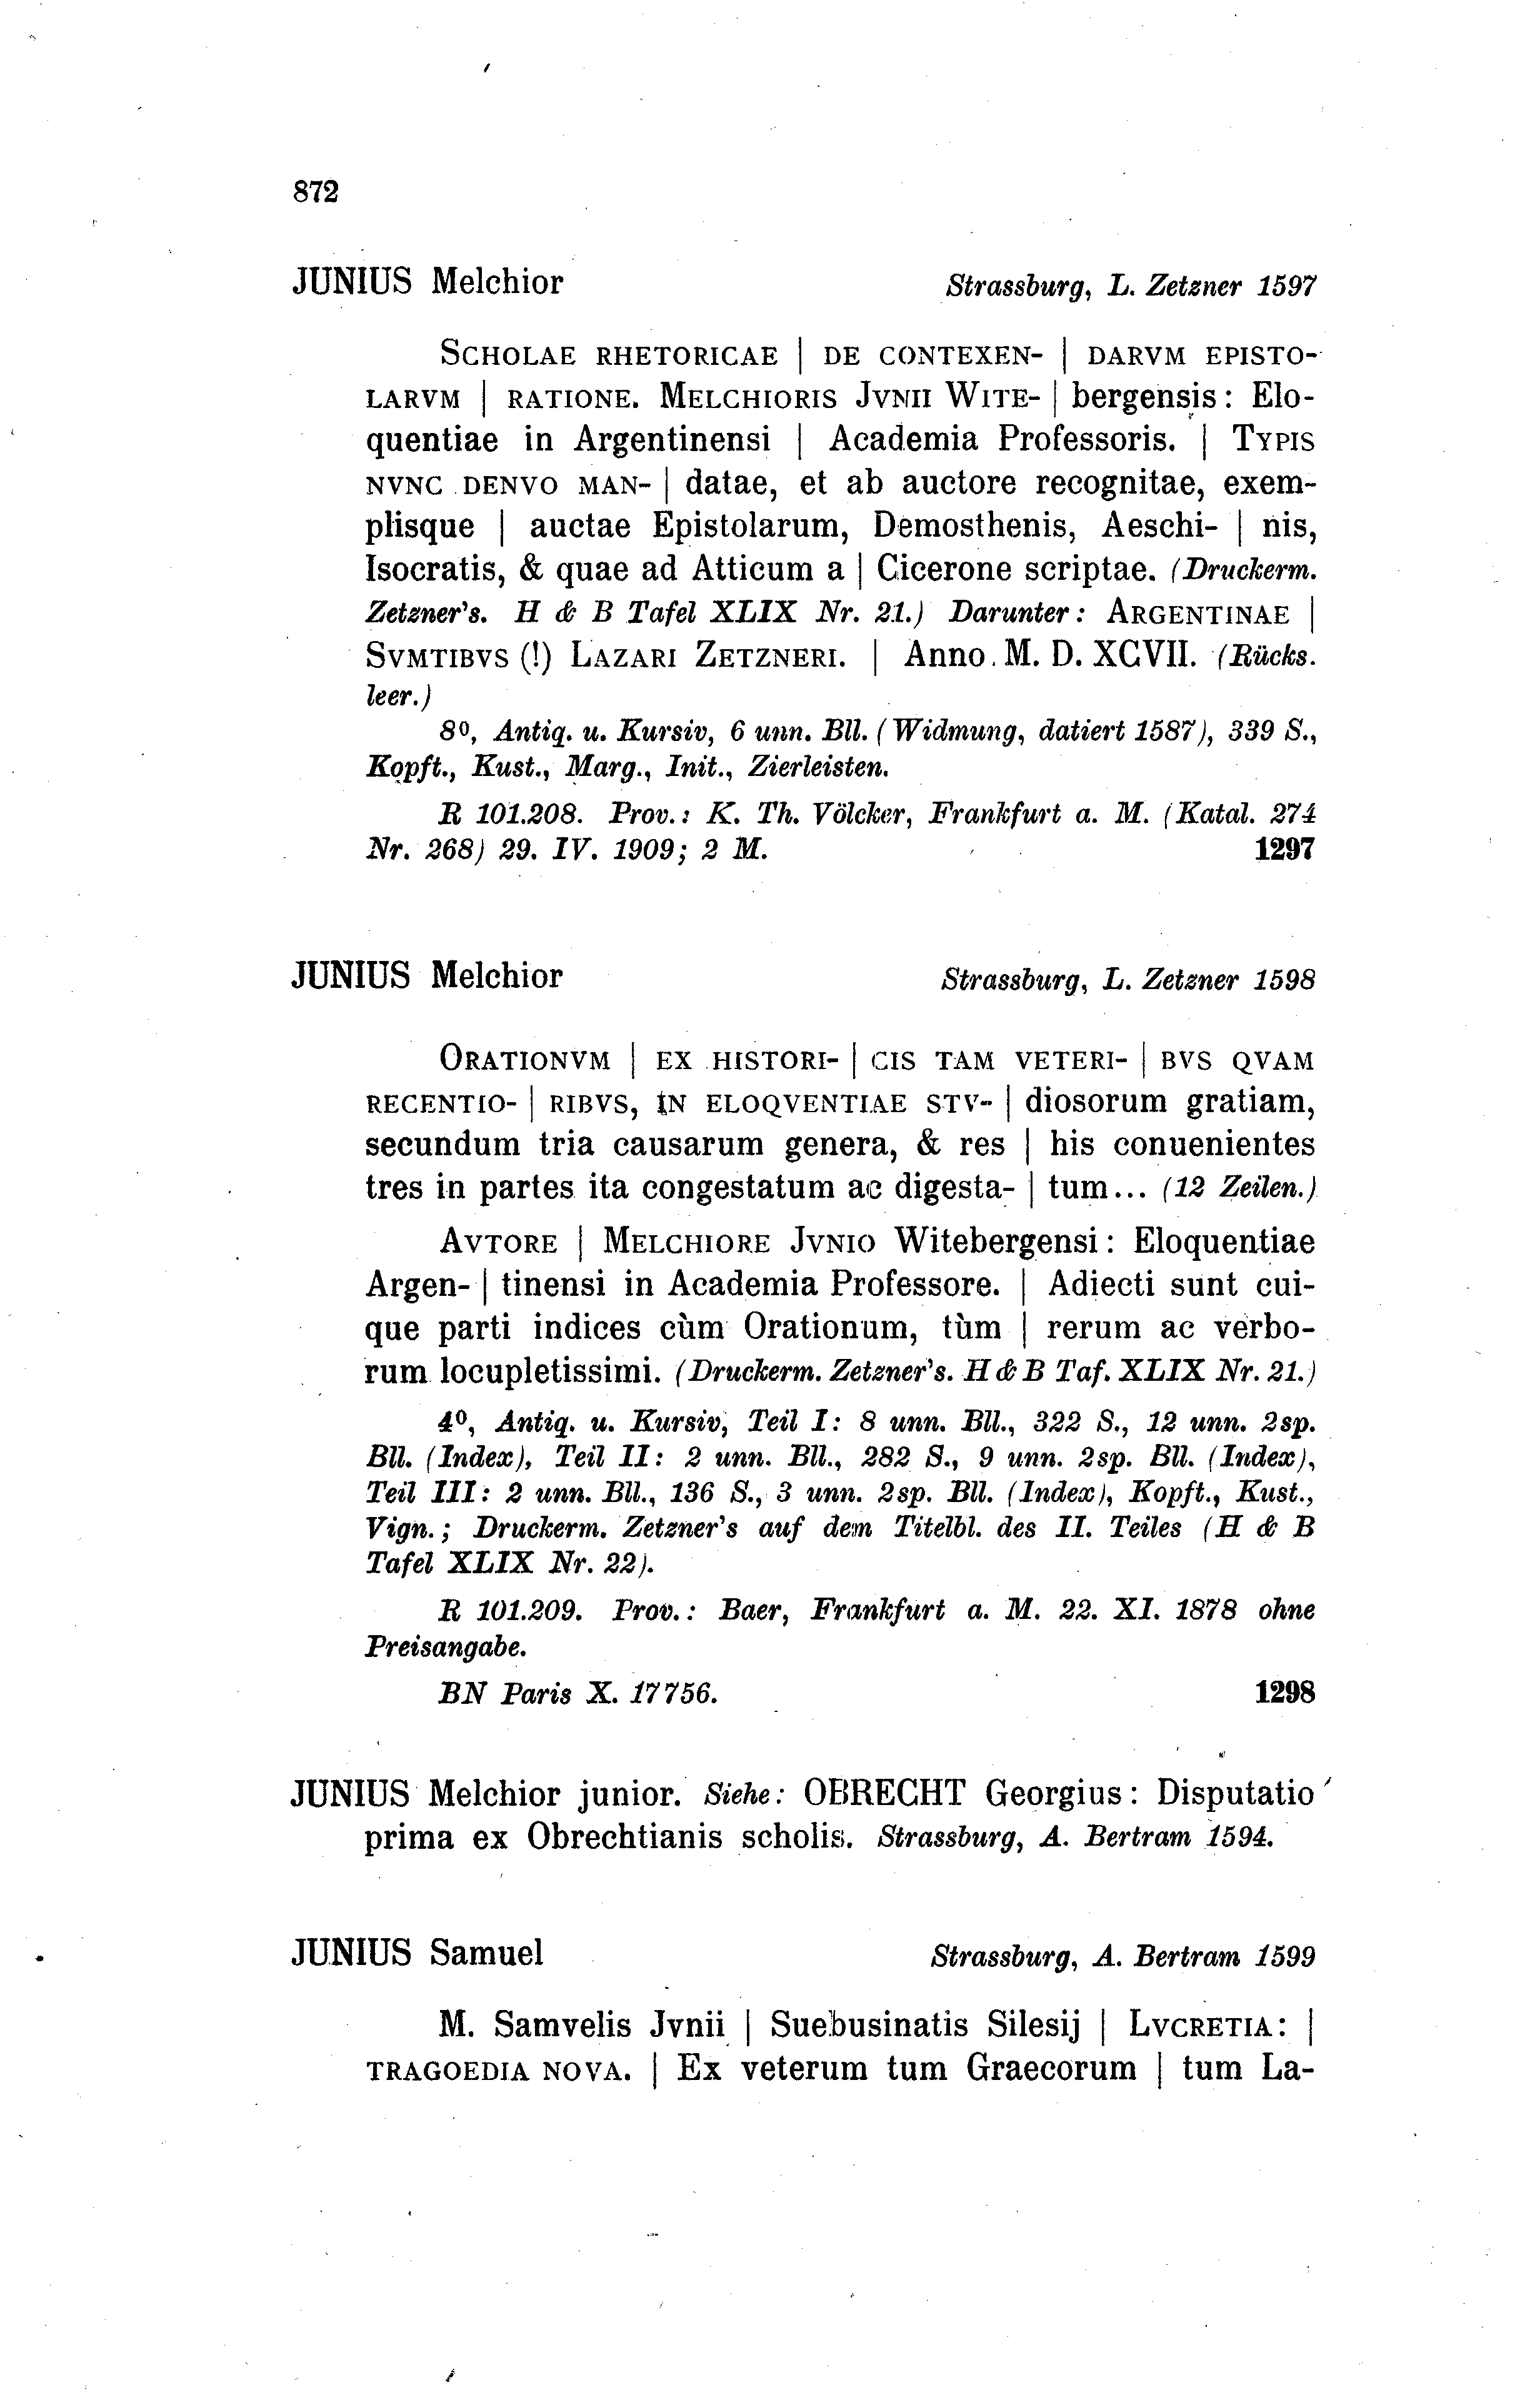 872
JUNIUS Melchior Strassburg, L. Zetzner 1597
SCHOLAE RHETORICAE | DE CONTEXEN- | DARVM EPISTO-
LARVM | RATIONE. MELCHIORIS JVNII WITE- | bergensis: Elo-
quentiae in Argentinensi | Academia Professoris. | TYPIS
NVNC DENVO MAN- | datae, et ab auctore recognitae, exem-
plisque | auctae Epistolarum, Demosthenis, Aeschi- | nis,
Isocratis, & quae ad Atticum a | Cicerone scriptae. (Druckerm.
Zetzner's. H & B Tafel XLIX Nr. 21.) Darunter: ARGENTINAE |
SVMTIBVS (!) LAZARI ZETZNERI. | Anno. M. D. XCVII. (Rücks.
leer.)
8⁰, Antiq. u. Kursiv, 6 unn. Bll. (Widmung, datiert 1587), 339 S.,
Kopft., Kust., Marg., Init., Zierleisten.
R 101.208. Prov.: K. Th. Völcker, Frankfurt a. M. (Katal. 274
Nr. 268) 29. IV. 1909; 2 M. 1297
JUNIUS Melchior Strassburg, L. Zetzner 1598
ORATIONVM | EX HISTORI- | CIS TAM VETERI- | BVS QVAM
RECENTIO- | RIBVS, IN ELOQVENTIAE STV- | diosorum gratiam,
secundum tria causarum genera, & res | his conuenientes
tres in partes ita congestatum ac digesta- | tum... (12 Zeilen.)
AVTORE | MELCHIORE JVNIO Witebergensi: Eloquentiae
Argen- | tinensi in Academia Professore. | Adiecti sunt cui-
que parti indices cùm Orationum, tùm | rerum ac verbo-
rum locupletissimi. (Druckerm. Zetzner's. H & B Taf. XLIX Nr. 21.)
4⁰, Antiq. u. Kursiv, Teil I: 8 unn. Bll., 322 S., 12 unn. 2sp.
Bll. (Index), Teil II: 2 unn. Bll., 282 S., 9 unn. 2sp. Bll. (Index),
Teil III: 2 unn. Bll., 136 S., 3 unn. 2sp. Bll. (Index), Kopft., Kust.,
Vign.; Druckerm. Zetzner's auf dem Titelbl. des II. Teiles (H & B
Tafel XLIX Nr. 22).
R 101.209. Prov.: Baer, Frankfurt a. M. 22. XI. 1878 ohne
Preisangabe.
BN Paris X. 17756. 1298
JUNIUS Melchior junior. Siehe: OBRECHT Georgius: Disputatio
prima ex Obrechtianis scholis. Strassburg, A. Bertram 1594.
JUNIUS Samuel Strassburg, A. Bertram 1599
M. Samvelis Jvnii | Suebusinatis Silesij | LVCRETIA: |
TRAGOEDIA NOVA. | Ex veterum tum Graecorum | tum La-